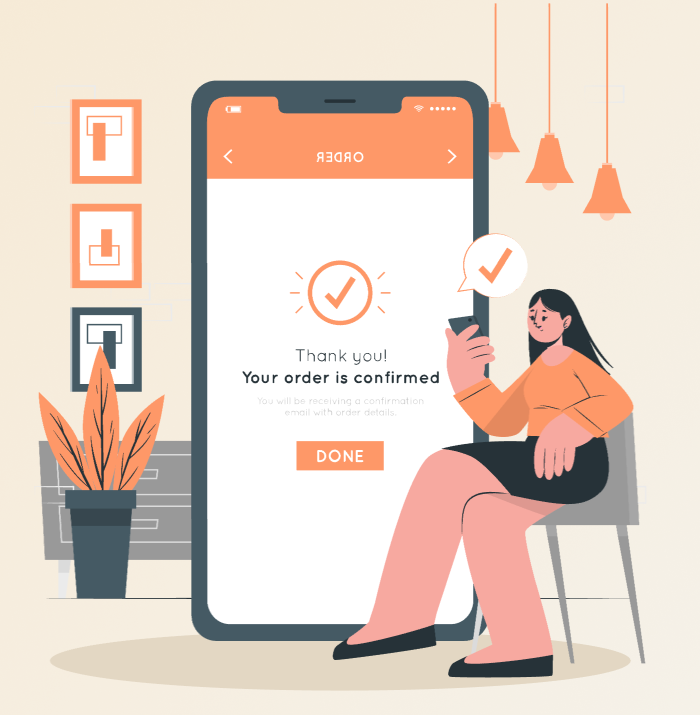 ORDER
Thank you!
Your order is confirmed
You will be receiving a confirmation
email with order details.
DONE